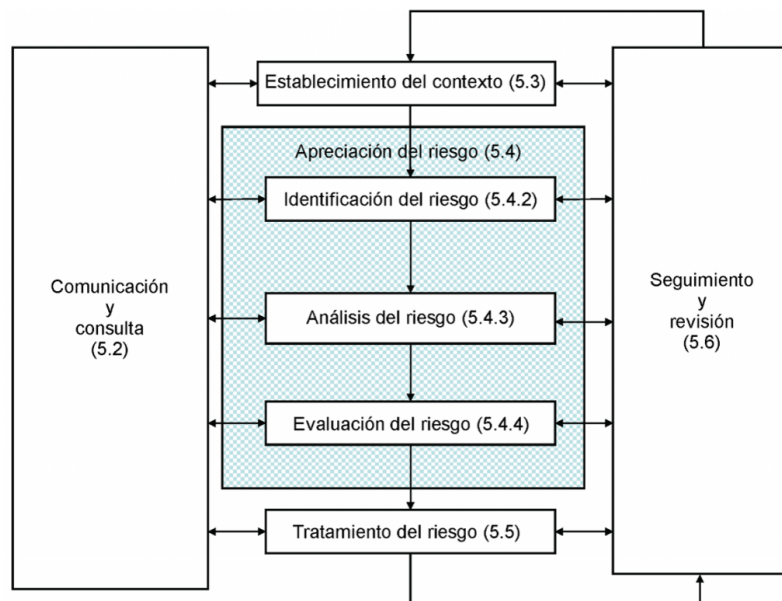 Establecimiento del contexto (5.3)
Apreciación del riesgo (5.4)
Identificación del riesgo (5.4.2)
Comunicación
y
consulta
(5.2)
Análisis del riesgo (5.4.3)
Seguimiento
y
revisión
(5.6)
Evaluación del riesgo (5.4.4)
Tratamiento del riesgo (5.5)